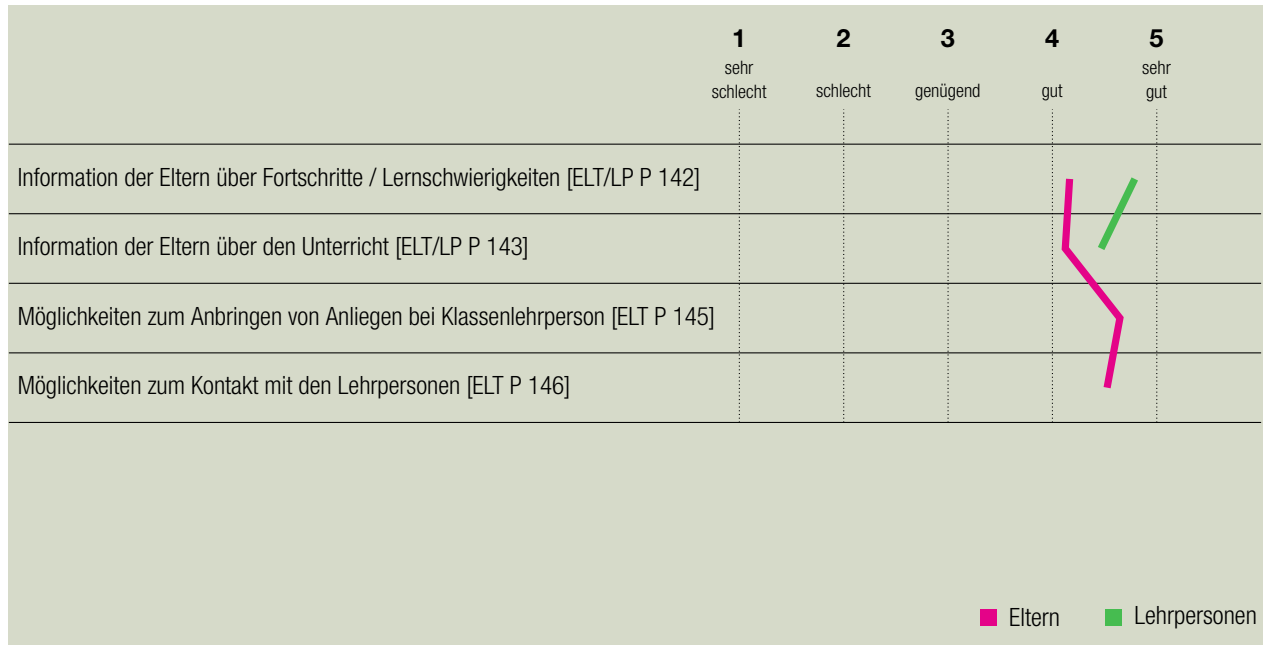 1 2 3 4 5
sehr schlecht schlecht genügend gut sehr gut
Information der Eltern über Fortschritte / Lernschwierigkeiten [ELT/LP P 142]
Information der Eltern über den Unterricht [ELT/LP P 143]
Möglichkeiten zum Anbringen von Anliegen bei Klassenlehrperson [ELT P 145]
Möglichkeiten zum Kontakt mit den Lehrpersonen [ELT P 146]
Eltern Lehrpersonen